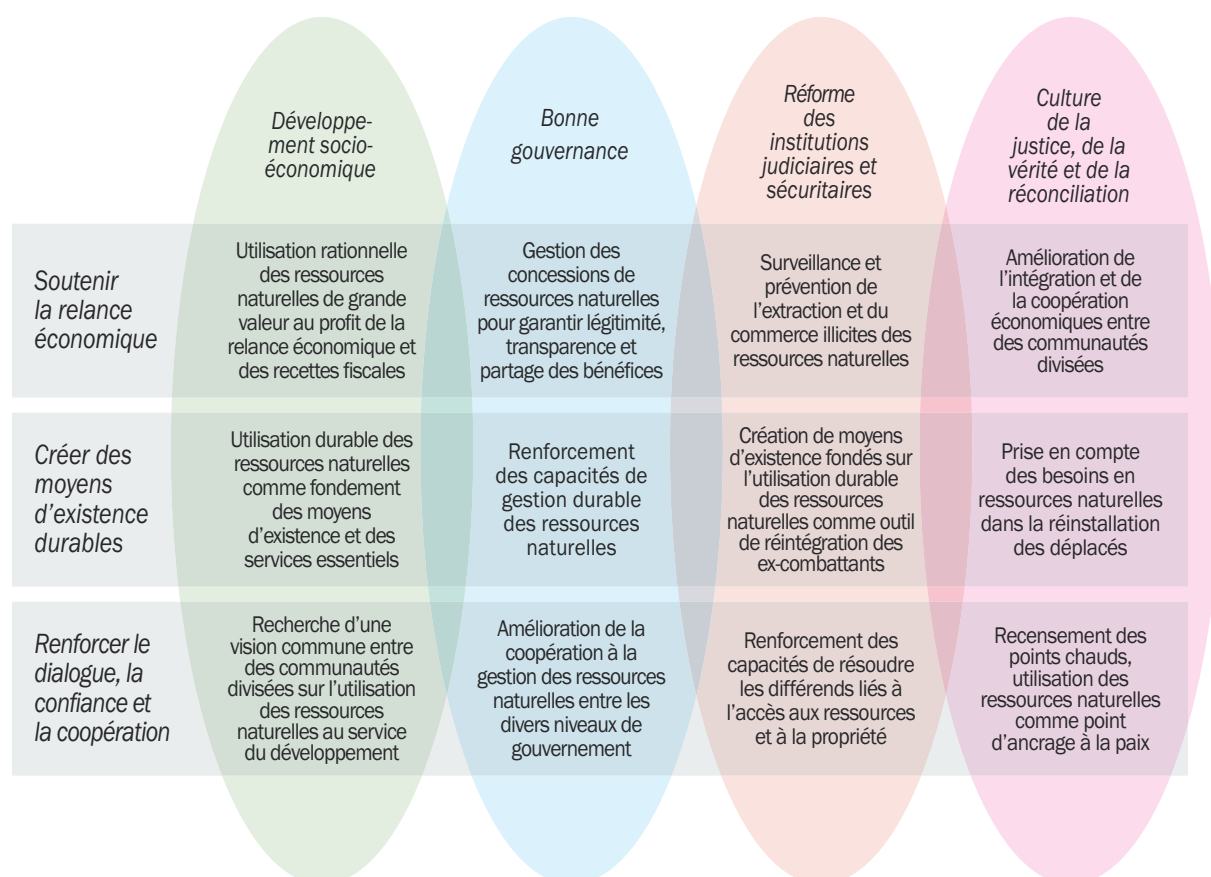 Développe-
ment socio-
économique
Bonne
gouvernance
Réforme
des
institutions
judiciaires et
sécuritaires
Culture
de la
justice, de la
vérité et de la
réconciliation
Soutenir
la relance
économique
Utilisation rationnelle
des ressources
naturelles de grande
valeur au profit de la
relance économique et
des recettes fiscales
Gestion des
concessions de
ressources naturelles
pour garantir légitimité,
transparence et
partage des bénéfices
Surveillance et
prévention de
l’extraction et du
commerce illicites des
ressources naturelles
Amélioration de
l’intégration et de
la coopération
économiques entre
des communautés
divisées
Créer des
moyens
d’existence
durables
Utilisation durable des
ressources naturelles
comme fondement
des moyens
d’existence et des
services essentiels
Renforcement
des capacités de
gestion durable
des ressources
naturelles
Création de moyens
d’existence fondés sur
l’utilisation durable
des ressources
naturelles comme outil
de réintégration des
ex-combattants
Prise en compte
des besoins en
ressources naturelles
dans la réinstallation
des déplacés
Renforcer le
dialogue, la
confiance et
la coopération
Recherche d’une
vision commune entre
des communautés
divisées sur l’utilisation
des ressources
naturelles au service
du développement
Amélioration de la
coopération à la
gestion des ressources
naturelles entre les
divers niveaux de
gouvernement
Renforcement des
capacités de résoudre
les différends liés à
l’accès aux ressources
et à la propriété
Recensement des
points chauds,
utilisation des
ressources naturelles
comme point
d’ancrage à la paix